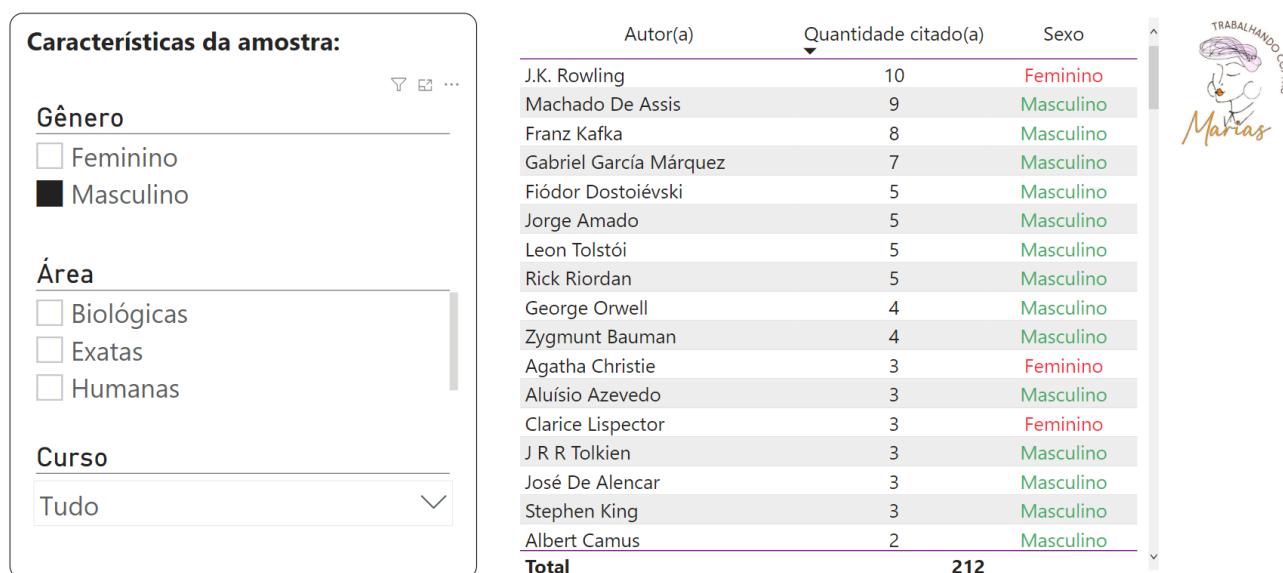 Características da amostra:
Gênero
Feminino
Masculino
Área
Biológicas
Exatas
Humanas
Curso
Tudo
Autor(a) Quantidade citado(a) Sexo
J.K. Rowling 10 Feminino
Machado De Assis 9 Masculino
Franz Kafka 8 Masculino
Gabriel García Márquez 7 Masculino
Fiódor Dostoiévski 5 Masculino
Jorge Amado 5 Masculino
Leon Tolstói 5 Masculino
Rick Riordan 5 Masculino
George Orwell 4 Masculino
Zygmunt Bauman 4 Masculino
Agatha Christie 3 Feminino
Aluísio Azevedo 3 Masculino
Clarice Lispector 3 Feminino
J R R Tolkien 3 Masculino
José De Alencar 3 Masculino
Stephen King 3 Masculino
Albert Camus 2 Masculino
Total 212
TRABALHANDO
Marias